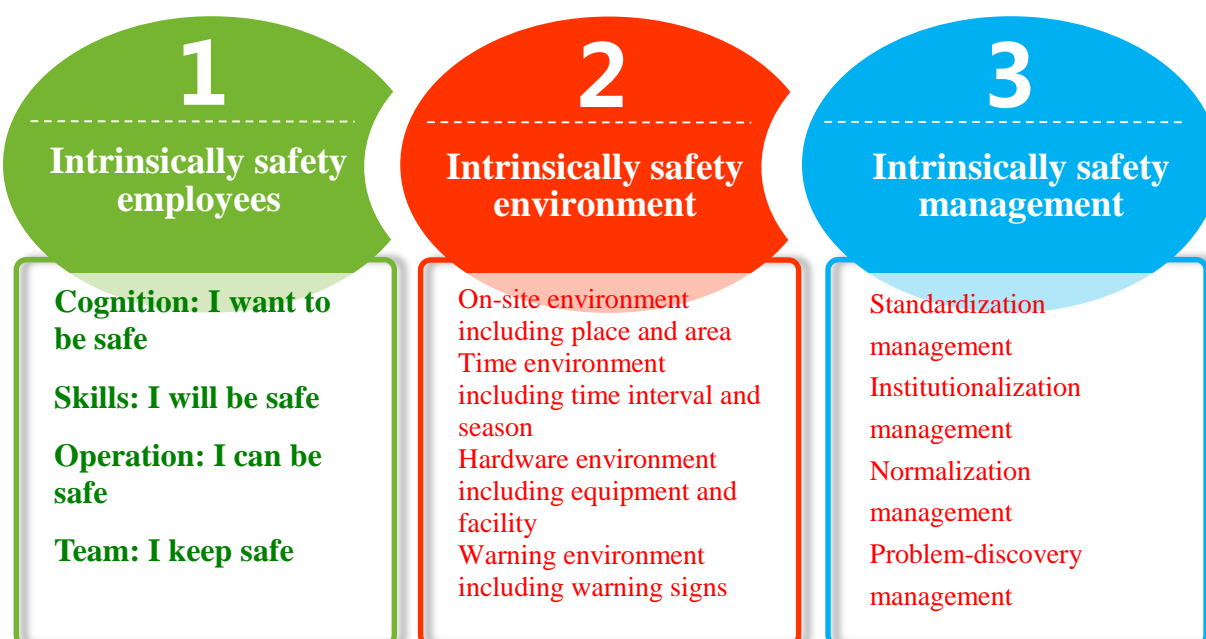 1
Intrinsically safety
employees
Cognition: I want to
be safe
Skills: I will be safe
Operation: I can be
safe
Team: I keep safe
2
Intrinsically safety
environment
On-site environment
including place and area
Time environment
including time interval and
season
Hardware environment
including equipment and
facility
Warning environment
including warning signs
3
Intrinsically safety
management
Standardization
management
Institutionalization
management
Normalization
management
Problem-discovery
management